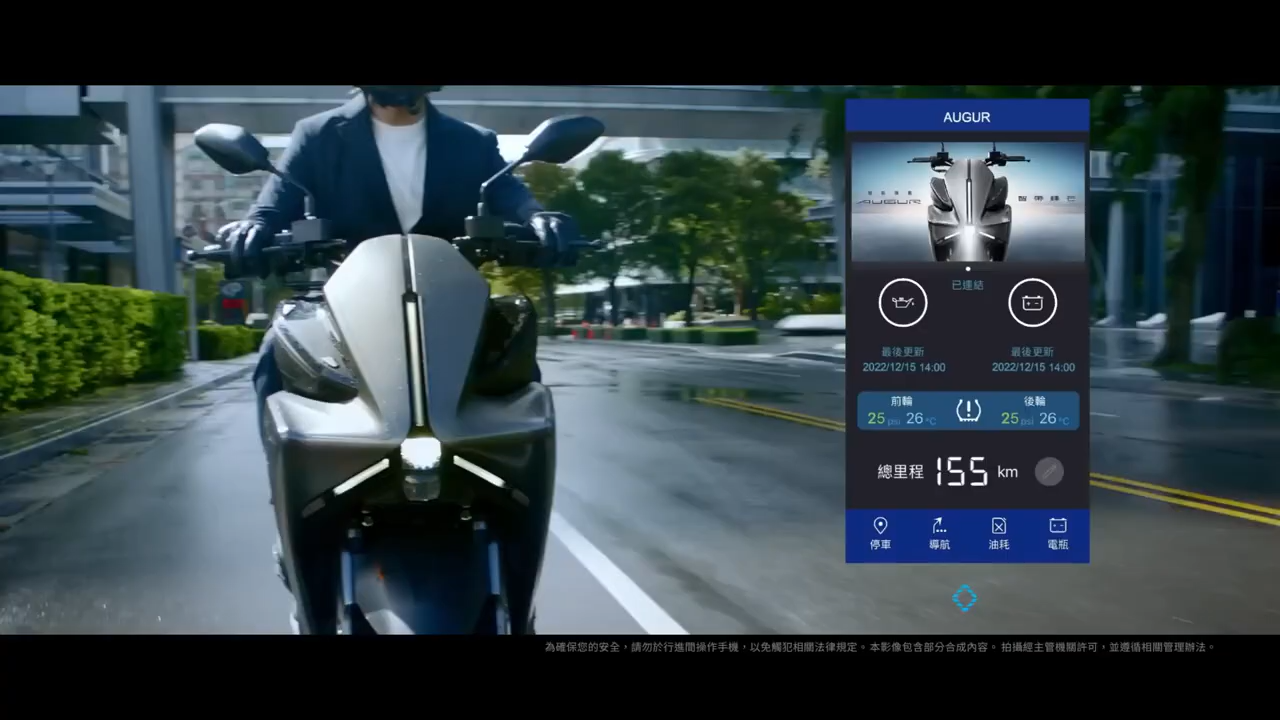 AUGUR
AUGUR
已連結
最後更新
2022/12/15 14:00
最後更新
2022/12/15 14:00
前輪
25 psi 26 °C
後輪
25 psi 26 °C
總里程 155 km
停車
導航
油耗
電瓶
為確保您的安全，請勿於行進間操作手機，以免觸犯相關法律規定。本影像包含部分合成內容。拍攝經主管機關許可，並遵循相關管理辦法。